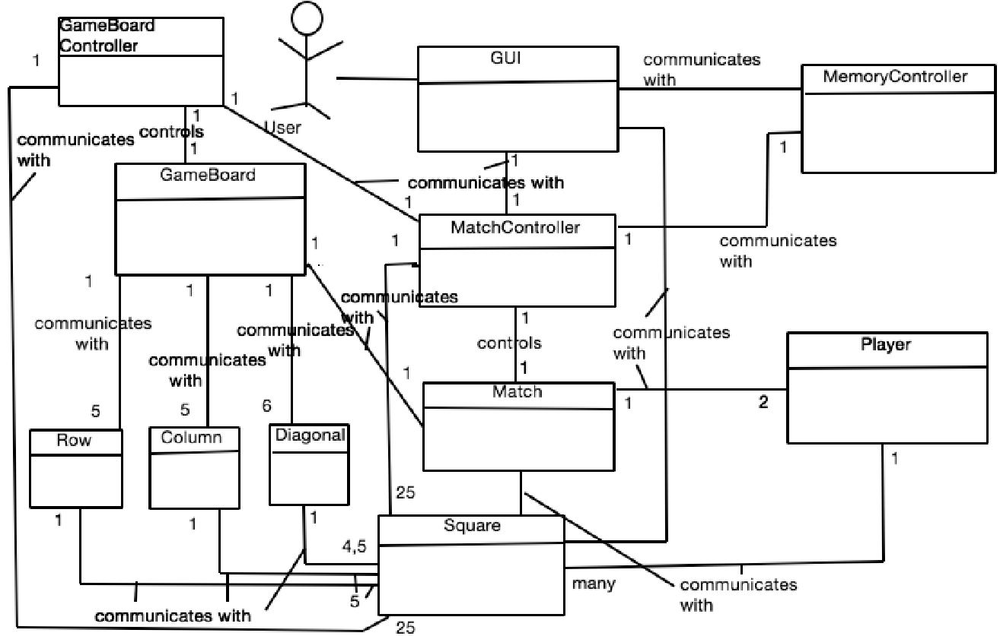 GameBoard
Controller
GUI
communicates
with
MemoryController
1
1
1
User
controls
communicates
with
1
1
1
GameBoard
communicates with
1
1
MatchController
1
1
1
communicates
with
1
1
1
1
communicates
with
1
communicates
with
communicates
with
controls
communicates
with
Player
communicates
with
1
1
Match
1
2
5
5
6
Row
Column
Diagonal
1
25
1
1
1
Square
4,5
many
communicates
with
5
communicates with
25